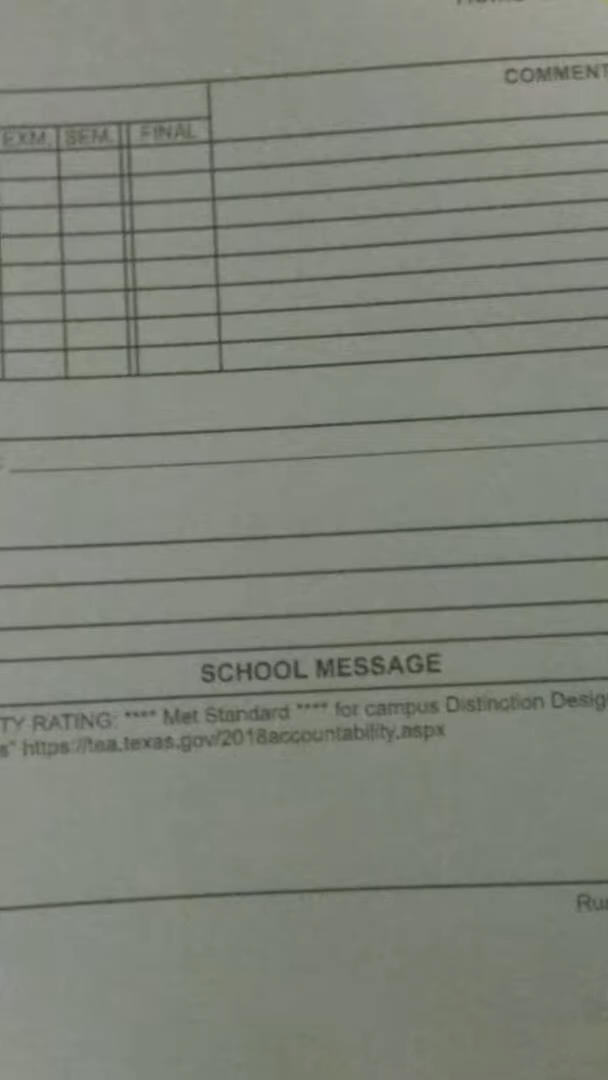 COMMENT
EXM. SEM. FINAL
SCHOOL MESSAGE
TY RATING: **** Met Standard **** for campus Distinction Desig
s" https://tea.texas.gov/2018accountability.aspx
Ru